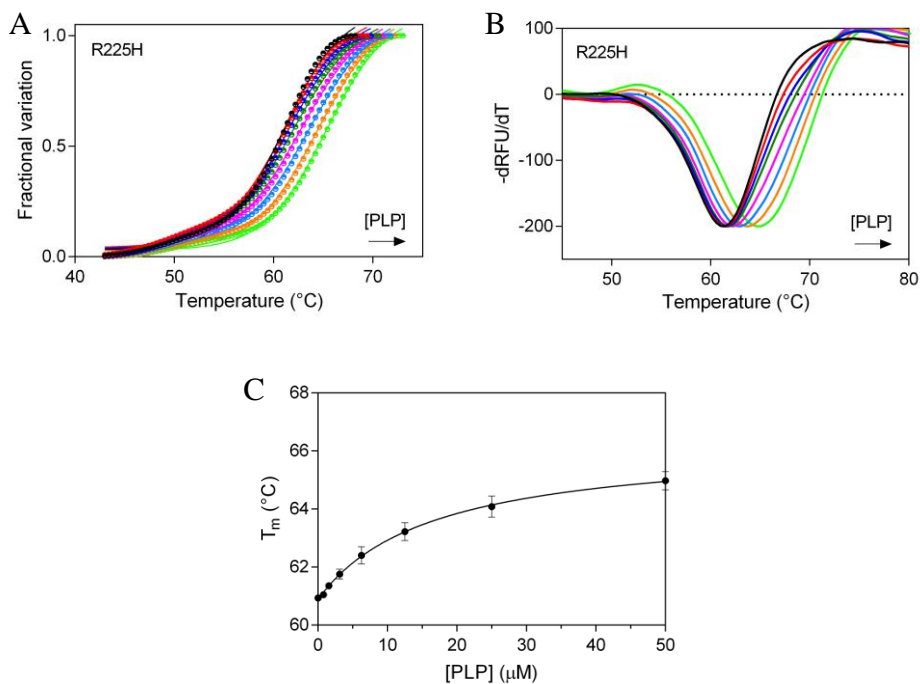 A
R225H
Fractional variation
1.0
0.5
0.0
[PLP]
40
50
60
70
Temperature (°C)
B
R225H
-dRFU/dT
100
0
-100
-200
[PLP]
50
60
70
80
Temperature (°C)
C
Tm (°C)
68
66
64
62
60
0
10
20
30
40
50
[PLP] (μM)